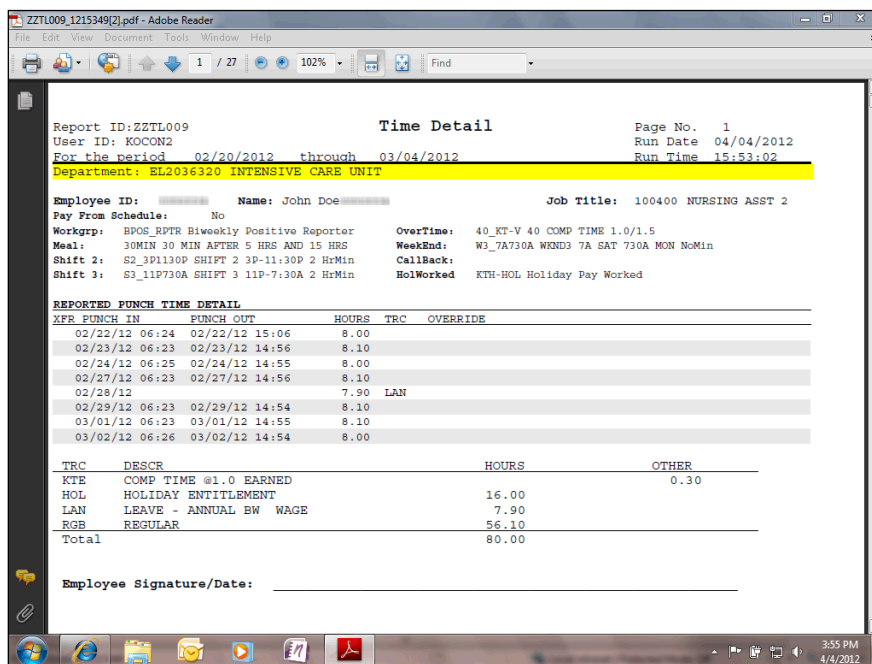 ZZTL009_1215349[2].pdf - Adobe Reader
File Edit View Document Tools Window Help
1 / 27 102% Find
Report ID:ZZTL009 Time Detail Page No. 1
User ID: KOCON2 Run Date 04/04/2012
For the period 02/20/2012 through 03/04/2012 Run Time 15:53:02
Department: EL2036320 INTENSIVE CARE UNIT
Employee ID: Name: John Doe Job Title: 100400 NURSING ASST 2
Pay From Schedule: No
Workgrp: BPOS_RPTR Biweekly Positive Reporter OverTime: 40_KT-V 40 COMP TIME 1.0/1.5
Meal: 30MIN 30 MIN AFTER 5 HRS AND 15 HRS WeekEnd: W3_7A730A WKND3 7A SAT 730A MON NoMin
Shift 2: S2_3P1130P SHIFT 2 3P-11:30P 2 HrMin CallBack:
Shift 3: S3_11P730A SHIFT 3 11P-7:30A 2 HrMin HolWorked KTH-HOL Holiday Pay Worked
REPORTED PUNCH TIME DETAIL
XFR PUNCH IN PUNCH OUT HOURS TRC OVERRIDE
02/22/12 06:24 02/22/12 15:06 8.00
02/23/12 06:23 02/23/12 14:56 8.10
02/24/12 06:25 02/24/12 14:55 8.00
02/27/12 06:23 02/27/12 14:56 8.10
02/28/12 7.90 LAN
02/29/12 06:23 02/29/12 14:54 8.10
03/01/12 06:23 03/01/12 14:55 8.10
03/02/12 06:26 03/02/12 14:54 8.00
TRC DESCR HOURS OTHER
KTE COMP TIME @1.0 EARNED 0.30
HOL HOLIDAY ENTITLEMENT 16.00
LAN LEAVE - ANNUAL BW WAGE 7.90
RGB REGULAR 56.10
Total 80.00
Employee Signature/Date:
3:55 PM
4/4/2012